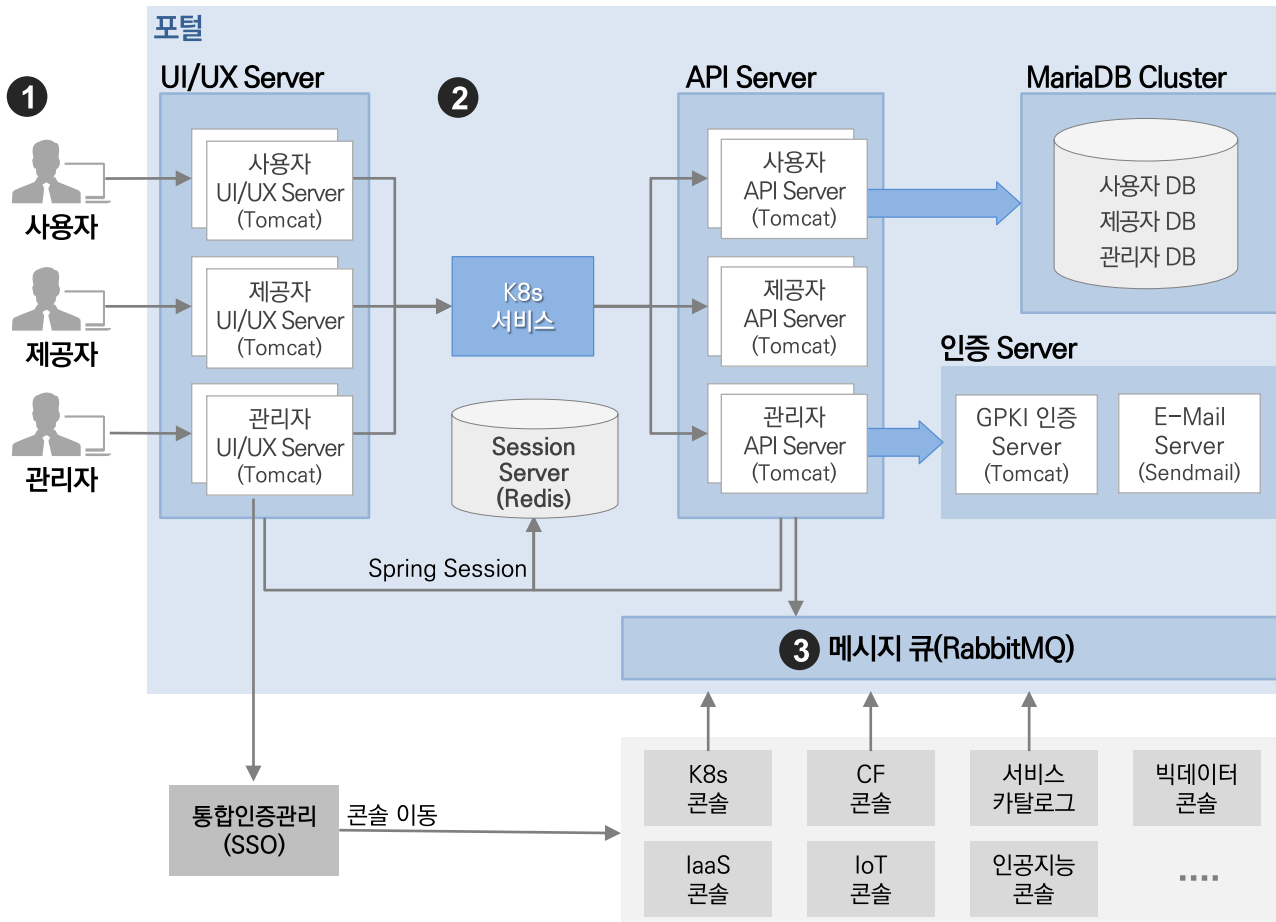 포털
UI/UX Server
API Server
MariaDB Cluster
1
2
사용자
UI/UX Server
(Tomcat)
사용자
API Server
(Tomcat)
사용자 DB
제공자 DB
관리자 DB
사용자
제공자
UI/UX Server
(Tomcat)
K8s
서비스
제공자
API Server
(Tomcat)
제공자
인증 Server
관리자
UI/UX Server
(Tomcat)
Session
Server
(Redis)
관리자
API Server
(Tomcat)
GPKI 인증
Server
(Tomcat)
E-Mail
Server
(Sendmail)
관리자
Spring Session
3 메시지 큐(RabbitMQ)
통합인증관리
(SSO)
콘솔 이동
K8s
콘솔
CF
콘솔
서비스
카탈로그
빅데이터
콘솔
IaaS
콘솔
IoT
콘솔
인공지능
콘솔
....